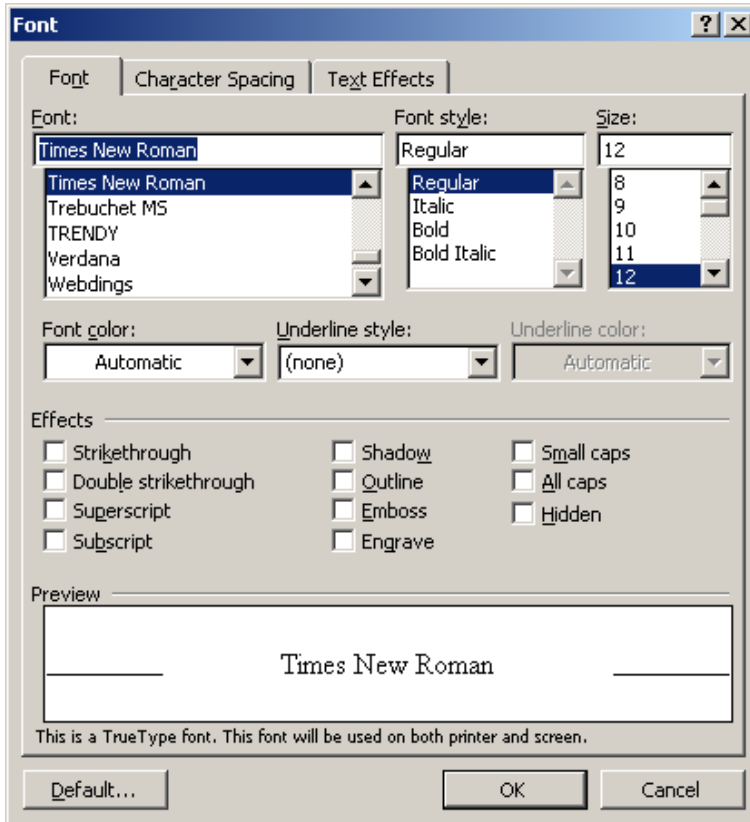 Font
Font Character Spacing Text Effects
Font: Font style: Size:
Times New Roman Regular 12
Times New Roman Regular 8
Trebuchet MS Italic 9
TRENDY Bold 10
Verdana Bold Italic 11
Webdings 12
Font color: Underline style: Underline color:
Automatic (none) Automatic
Effects
Strikethrough Shadow Small caps
Double strikethrough Outline All caps
Superscript Emboss Hidden
Subscript Engrave
Preview
Times New Roman
This is a TrueType font. This font will be used on both printer and screen.
Default... OK Cancel